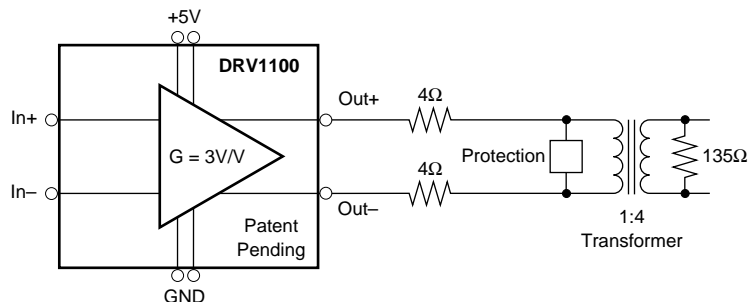 +5V
DRV1100
In+
Out+
4Ω
G = 3V/V
Protection
135Ω
In–
4Ω
Out–
Patent
Pending
1:4
Transformer
GND